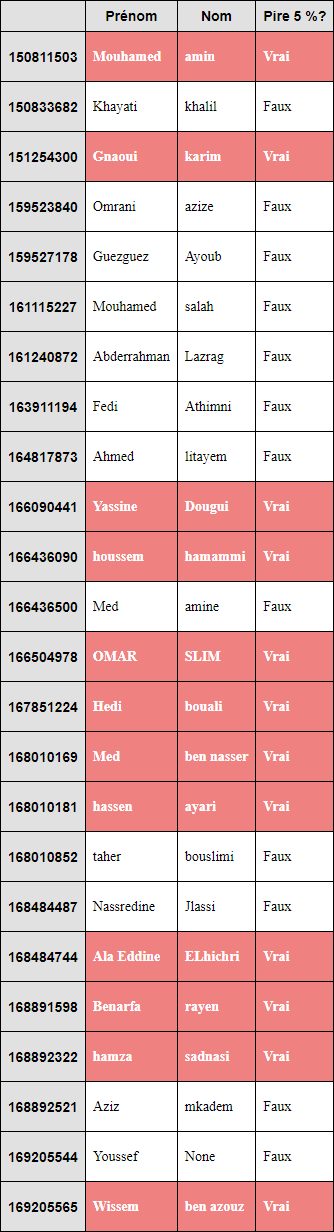 Prénom Nom Pire 5 %?
150811503 Mouhamed amin Vrai
150833682 Khayati khalil Faux
151254300 Gnaoui karim Vrai
159523840 Omrani azize Faux
159527178 Guezguez Ayoub Faux
161115227 Mouhamed salah Faux
161240872 Abderrahman Lazrag Faux
163911194 Fedi Athimni Faux
164817873 Ahmed litayem Faux
166090441 Yassine Dougui Vrai
166436090 houssem hamammi Vrai
166436500 Med amine Faux
166504978 OMAR SLIM Vrai
167851224 Hedi bouali Vrai
168010169 Med ben nasser Vrai
168010181 hassen ayari Vrai
168010852 taher bouslimi Faux
168484487 Nassredine Jlassi Faux
168484744 Ala Eddine ELhichri Vrai
168891598 Benarfa rayen Vrai
168892322 hamza sadnasi Vrai
168892521 Aziz mkadem Faux
169205544 Youssef None Faux
169205565 Wissem ben azouz Vrai